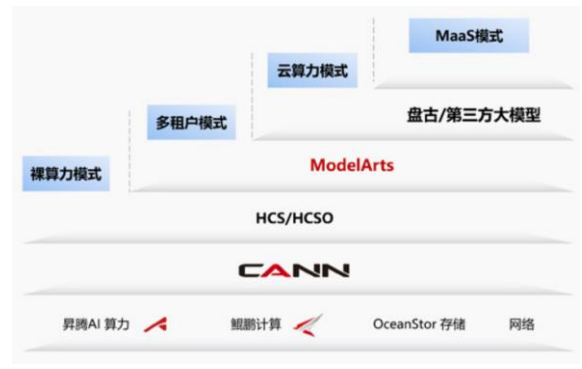 MaaS模式
云算力模式
盘古/第三方大模型
多租户模式
ModelArts
裸算力模式
HCS/HCSO
CANN
昇腾AI 算力 鲲鹏计算 OceanStor 存储 网络